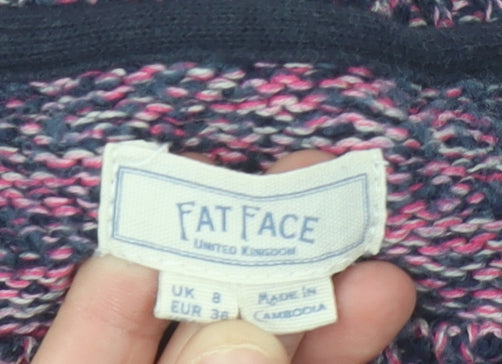 FAT FACE
UNITED KINGDOM
UK 8
EUR 36
MADE IN
CAMBODIA